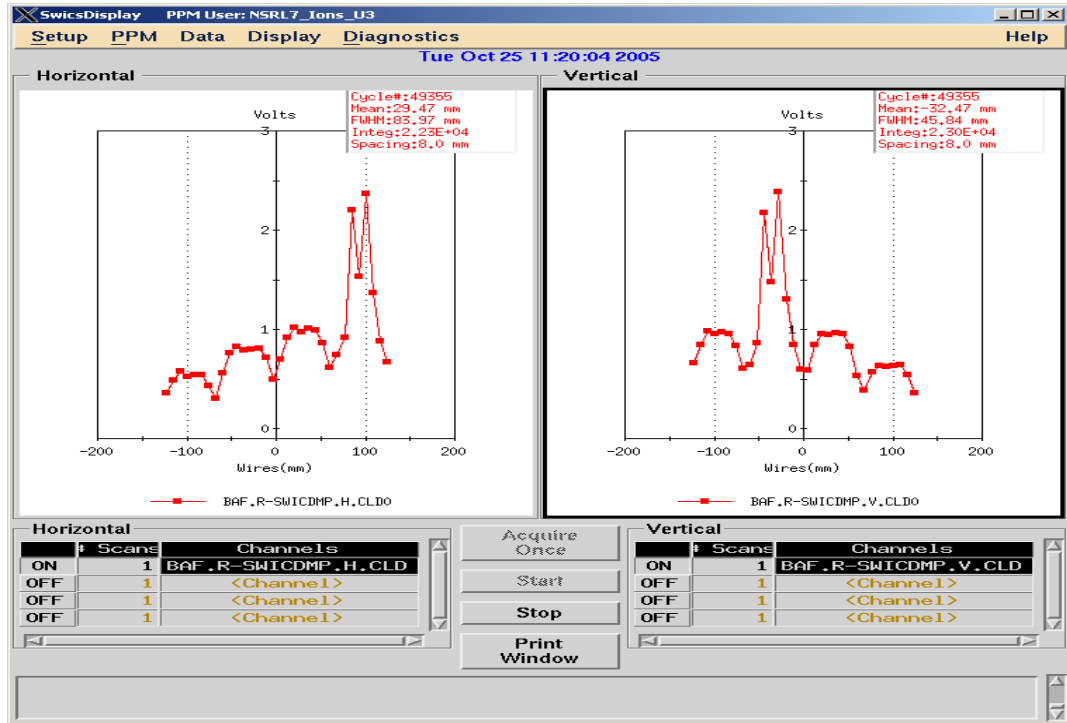 SwicsDisplay PPM User: NSRL7_Ions_U3
Setup PPM Data Display Diagnostics Help
Tue Oct 25 11:20:04 2005
Horizontal
Cycle#:49355
Mean:29.47 mm
FWHM:83.97 mm
Integ:2.23E+04
Spacing:8.0 mm
Volts
3
2
1
0
-200 -100 0 100 200
Wires(mm)
BAF.R-SWICDMP.H.CLD0
Vertical
Cycle#:49355
Mean:-32.47 mm
FWHM:45.84 mm
Integ:2.30E+04
Spacing:8.0 mm
Volts
3
2
1
0
-200 -100 0 100 200
Wires(mm)
BAF.R-SWICDMP.V.CLD0
Horizontal
# Scans Channels
ON 1 BAF.R-SWICDMP.H.CLD
OFF 1 <Channel>
OFF 1 <Channel>
OFF 1 <Channel>
Acquire
Once
Start
Stop
Print
Window
Vertical
# Scans Channels
ON 1 BAF.R-SWICDMP.V.CLD
OFF 1 <Channel>
OFF 1 <Channel>
OFF 1 <Channel>